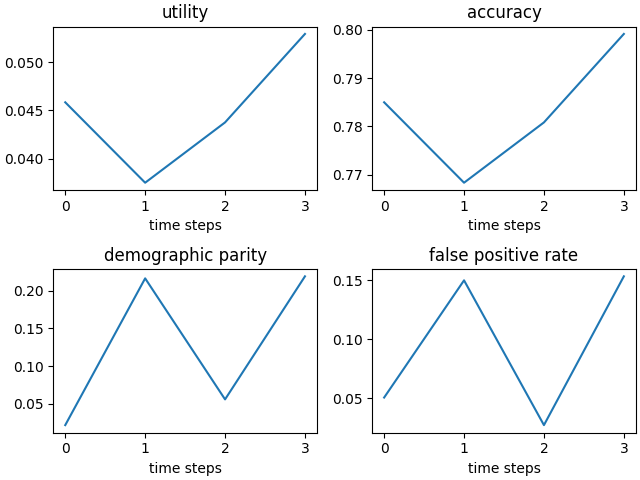 utility
accuracy
0.050
0.045
0.040
0 1 2 3
time steps
0.80
0.79
0.78
0.77
0 1 2 3
time steps
demographic parity
false positive rate
0.20
0.15
0.10
0.05
0 1 2 3
time steps
0.15
0.10
0.05
0 1 2 3
time steps